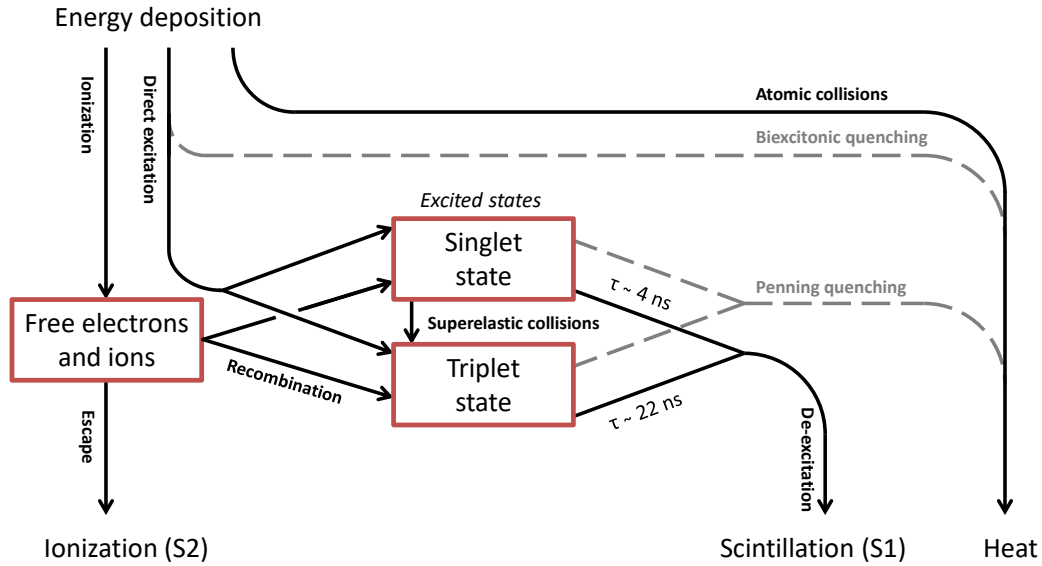 Energy deposition
Ionization
Direct excitation
Atomic collisions
Biexcitonic quenching
Excited states
Singlet
state
τ ~ 4 ns
Penning quenching
Superelastic collisions
Free electrons
and ions
Recombination
Triplet
state
τ ~ 22 ns
Escape
De-excitation
Ionization (S2)
Scintillation (S1)
Heat